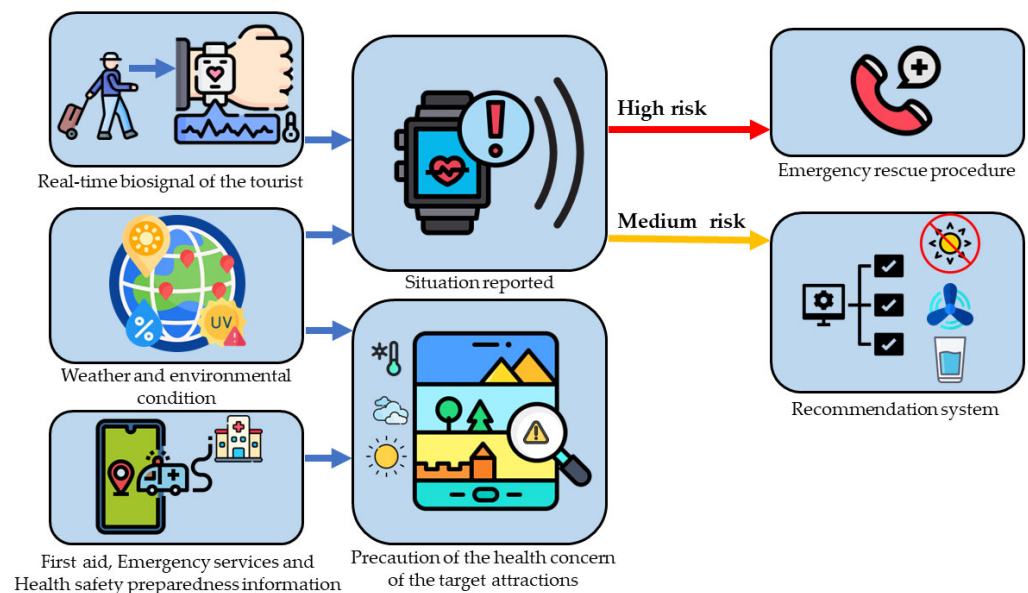 Real-time biosignal of the tourist
UV
%
Weather and environmental
condition
First aid, Emergency services and
Health safety preparedness information
Situation reported
Precaution of the health concern
of the target attractions
High risk
Medium risk
Emergency rescue procedure
Recommendation system